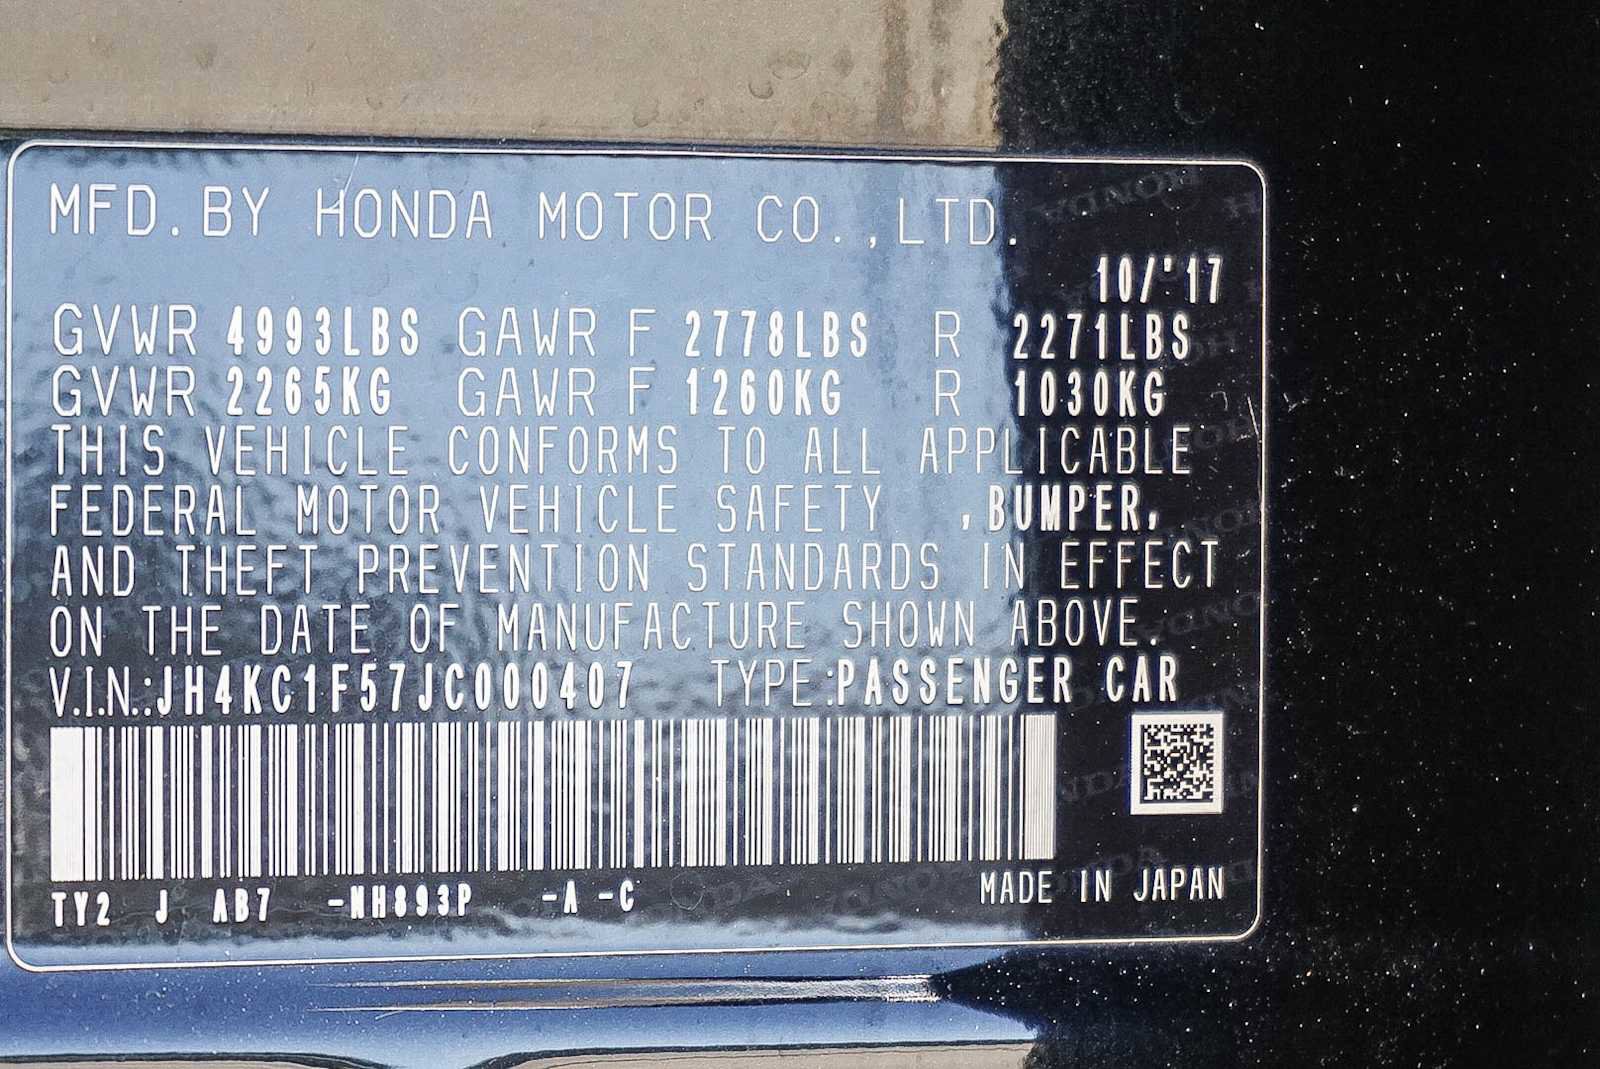 MFD. BY HONDA MOTOR CO., LTD.
10/'17
GVWR 4993LBS GAWR F 2778LBS R 2271LBS
GVWR 2265KG GAWR F 1260KG R 1030KG
THIS VEHICLE CONFORMS TO ALL APPLICABLE
FEDERAL MOTOR VEHICLE SAFETY , BUMPER,
AND THEFT PREVENTION STANDARDS IN EFFECT
ON THE DATE OF MANUFACTURE SHOWN ABOVE.
V.I.N.:JH4KC1F57JC000407 TYPE:PASSENGER CAR
TY2 J AB7 -NH893P -A -C
MADE IN JAPAN